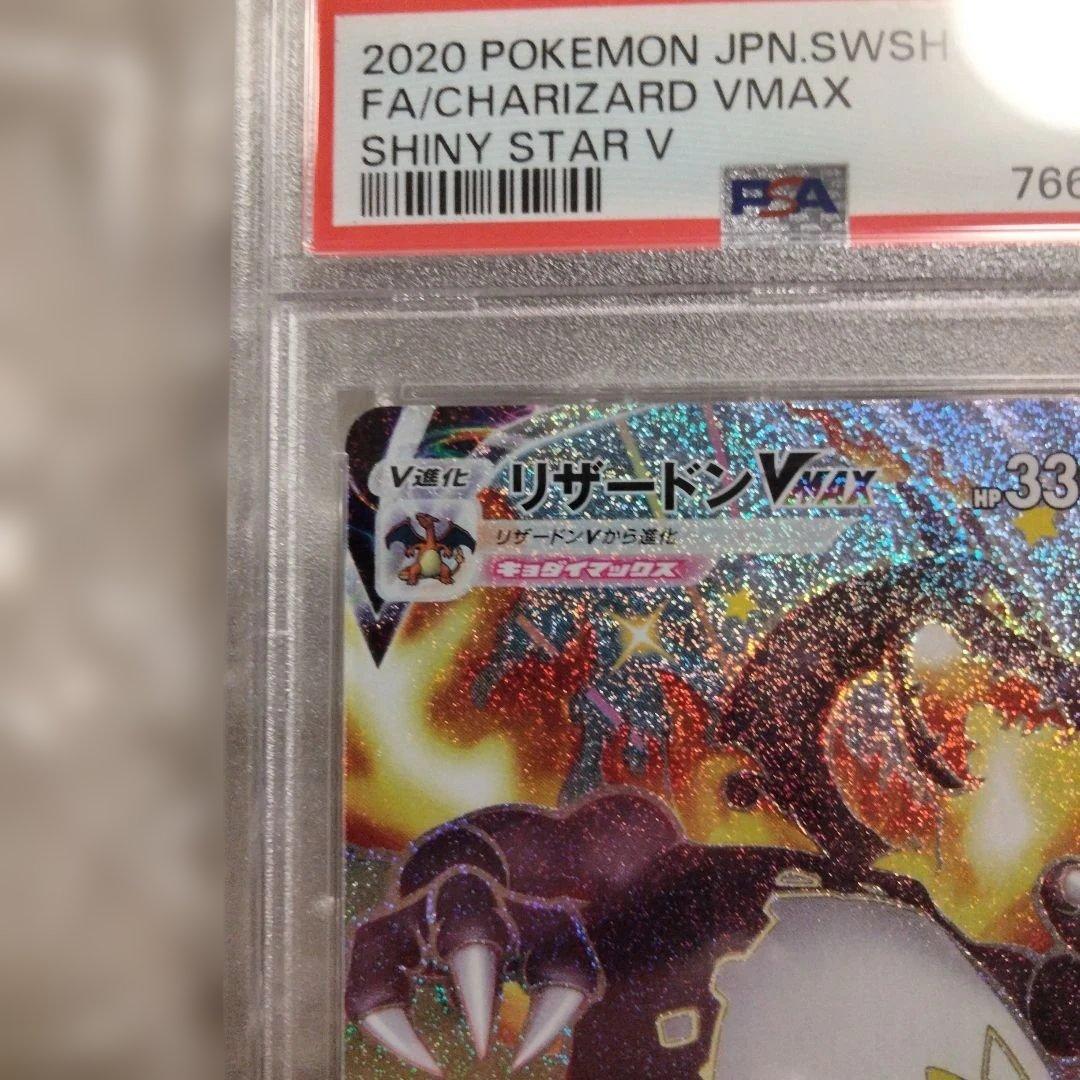 2020 POKEMON JPN.SWSH
FA/CHARIZARD VMAX
SHINY STAR V
PSA
766
V進化
リザードンVMAX
HP 33
リザードンVから進化
キョダイマックス